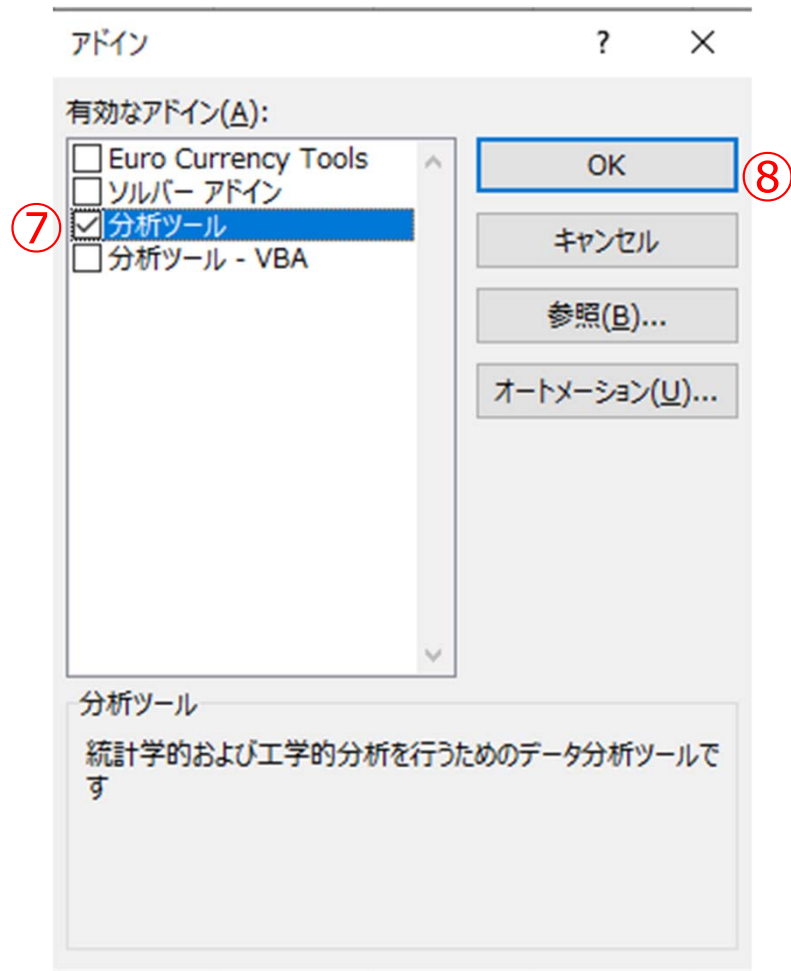 アドイン ? ×
有効なアドイン(A):
Euro Currency Tools
ソルバー アドイン
⑦ 分析ツール
分析ツール - VBA
OK ⑧
キャンセル
参照(B)...
オートメーション(U)...
分析ツール
統計学的および工学的分析を行うためのデータ分析ツールで
す